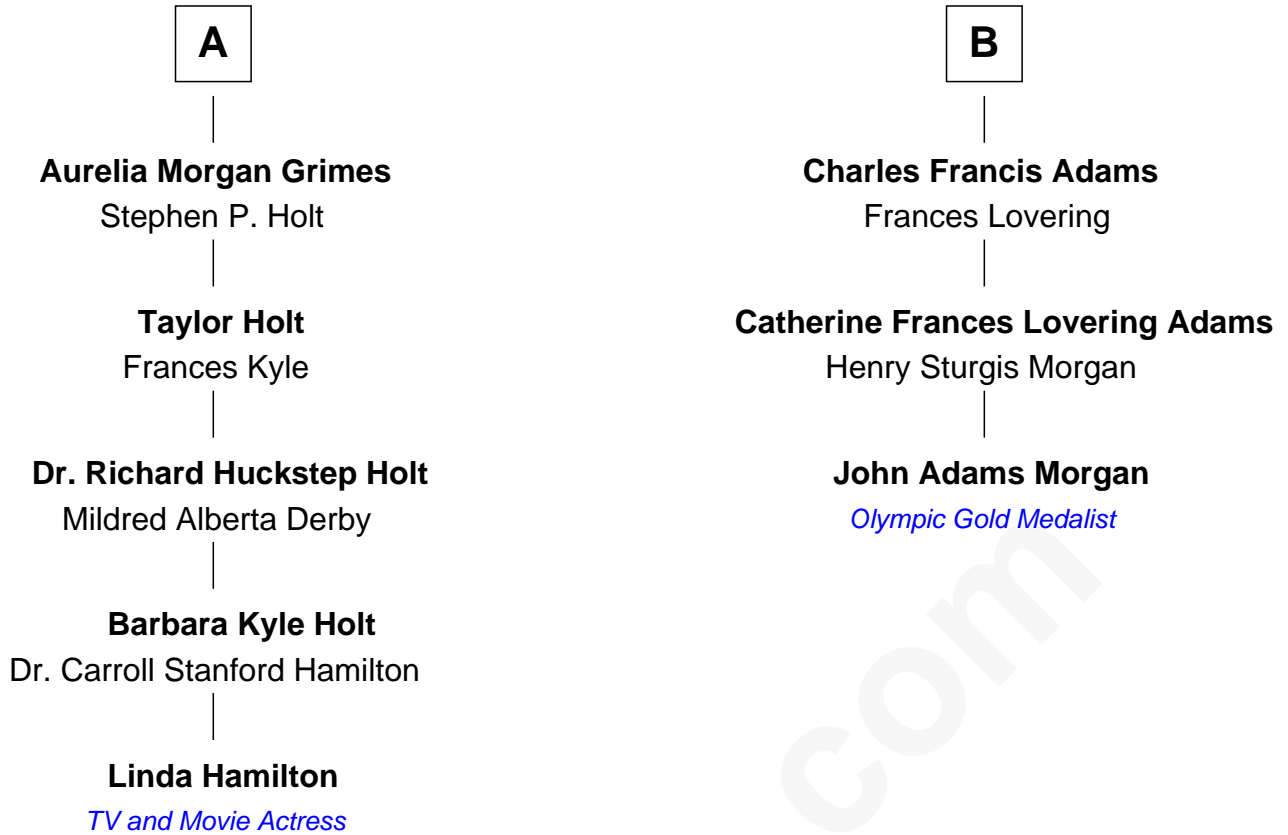 A
Aurelia Morgan Grimes
Stephen P. Holt
Taylor Holt
Frances Kyle
Dr. Richard Huckstep Holt
Mildred Alberta Derby
Barbara Kyle Holt
Dr. Carroll Stanford Hamilton
Linda Hamilton
TV and Movie Actress
B
Charles Francis Adams
Frances Lovering
Catherine Frances Lovering Adams
Henry Sturgis Morgan
John Adams Morgan
Olympic Gold Medalist
com